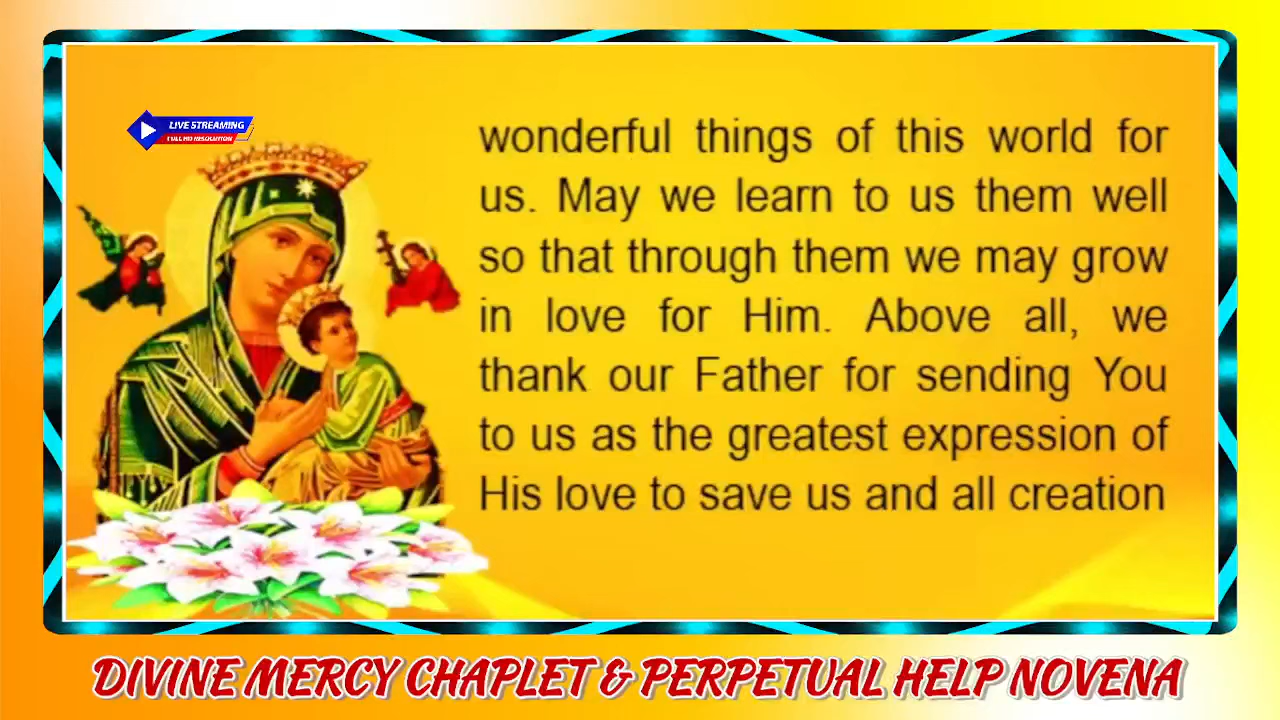 LIVE STREAMING
FULL HD RESOLUTION
wonderful things of this world for
us. May we learn to us them well
so that through them we may grow
in love for Him. Above all, we
thank our Father for sending You
to us as the greatest expression of
His love to save us and all creation
DIVINE MERCY CHAPLET & PERPETUAL HELP NOVENA